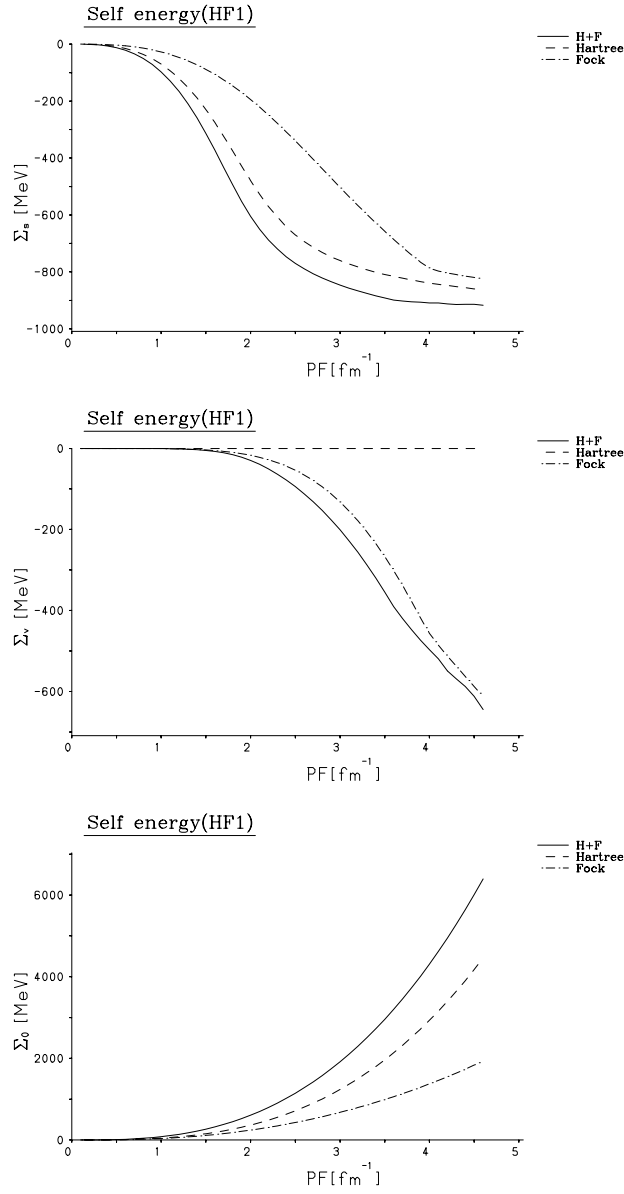 Self energy(HF1)
H+F
Hartree
Fock
0
-200
-400
-600
-800
-1000
Σs [MeV]
0 1 2 3 4 5
PF[fm⁻¹]
Self energy(HF1)
H+F
Hartree
Fock
0
-200
-400
-600
Σv [MeV]
0 1 2 3 4 5
PF[fm⁻¹]
Self energy(HF1)
H+F
Hartree
Fock
6000
4000
2000
0
Σ0 [MeV]
0 1 2 3 4 5
PF[fm⁻¹]